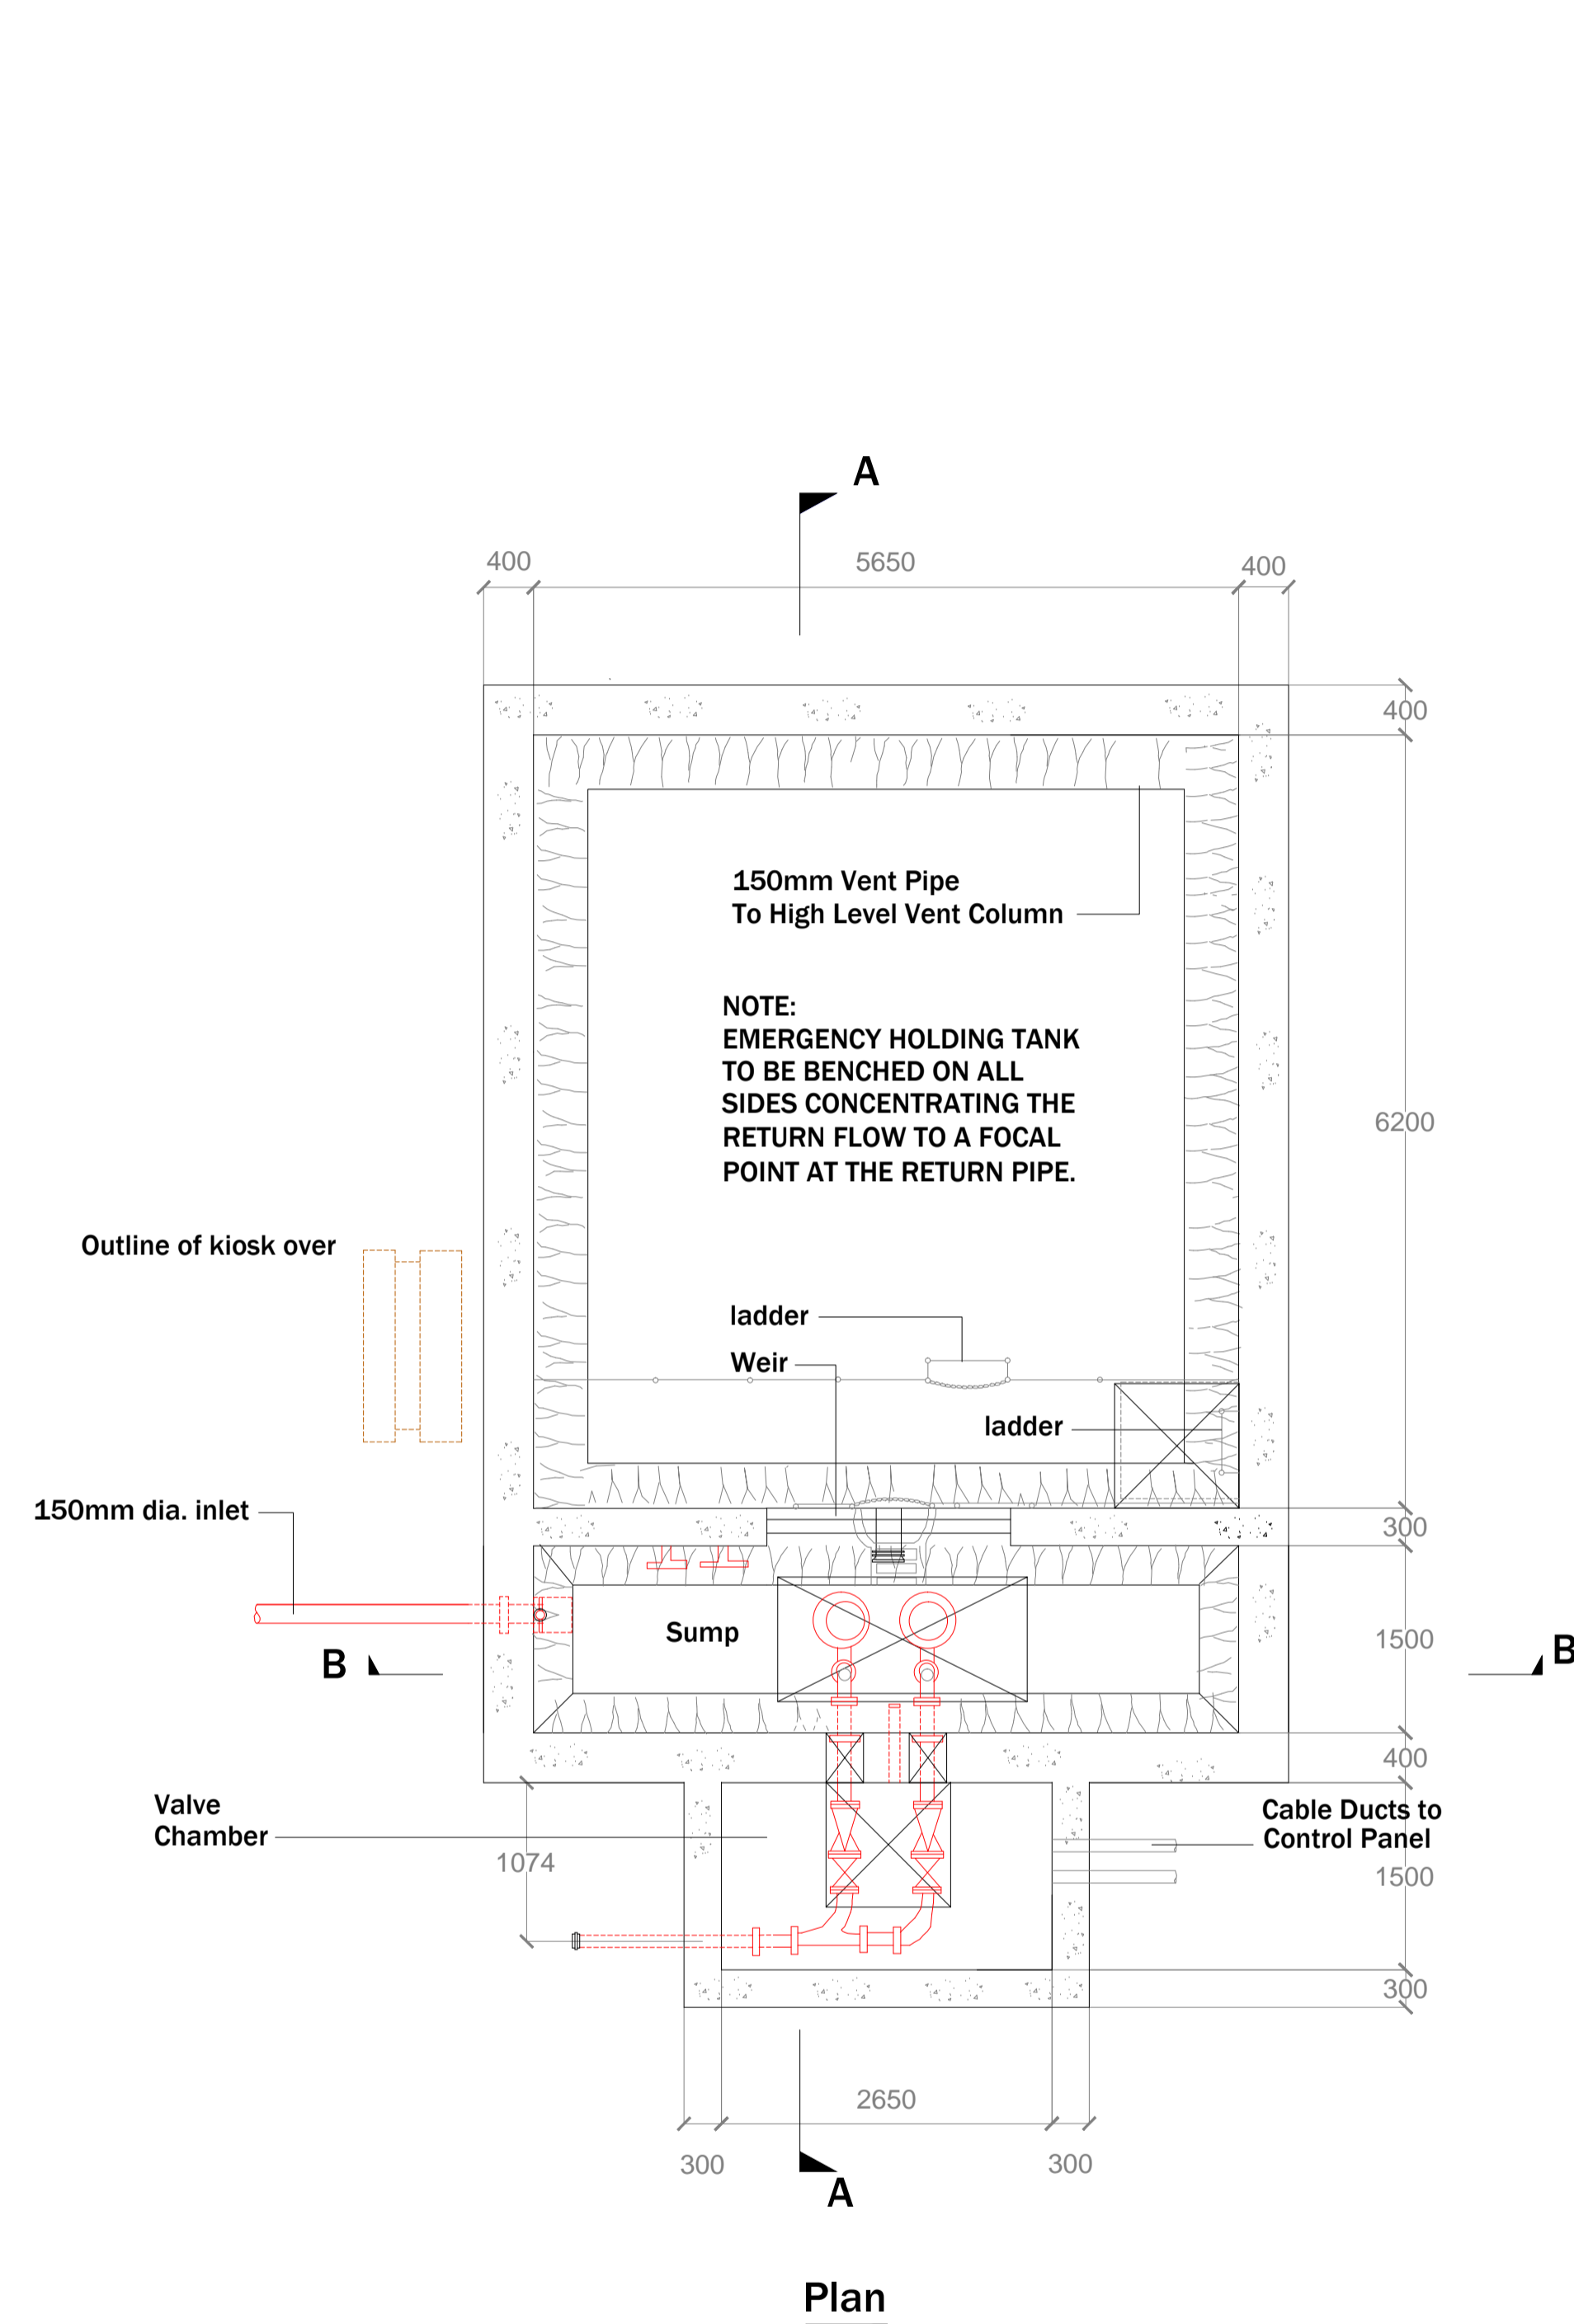 A
400
5650
400
400
150mm Vent Pipe
To High Level Vent Column
NOTE:
EMERGENCY HOLDING TANK
TO BE BENCHED ON ALL
SIDES CONCENTRATING THE
RETURN FLOW TO A FOCAL
POINT AT THE RETURN PIPE.
6200
Outline of kiosk over
ladder
Weir
ladder
150mm dia. inlet
300
Sump
1500
B
B
400
Valve
Chamber
Cable Ducts to
Control Panel
1074
1500
300
2650
300
300
A
Plan